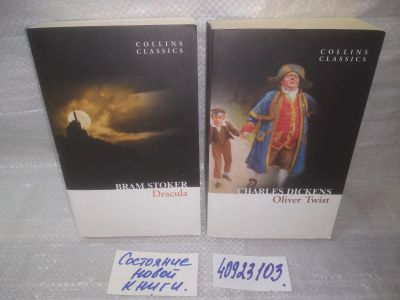 COLLINS
CLASSICS
BRAM STOKER
Dracula
COLLINS
CLASSICS
CHARLES DICKENS
Oliver Twist
Состояние
новой
книги.
40923103.